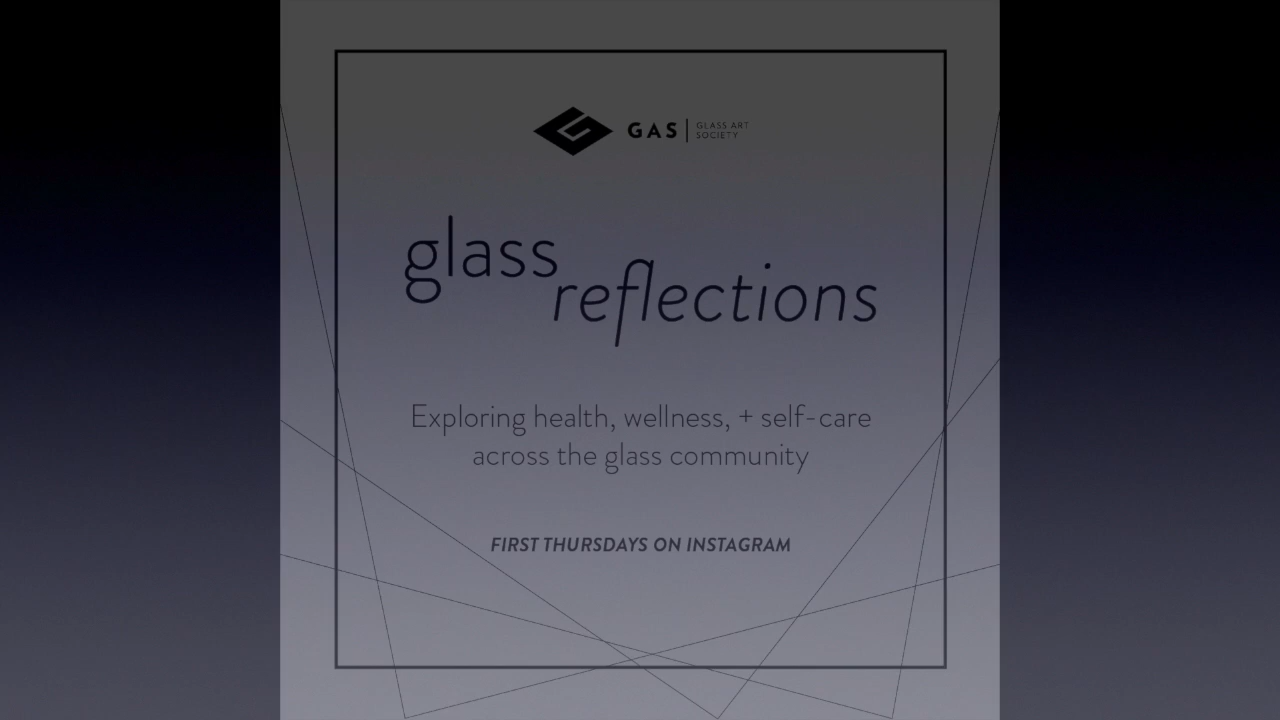 GAS | GLASS ART
SOCIETY
glass
reflections
Exploring health, wellness, + self-care
across the glass community
FIRST THURSDAYS ON INSTAGRAM